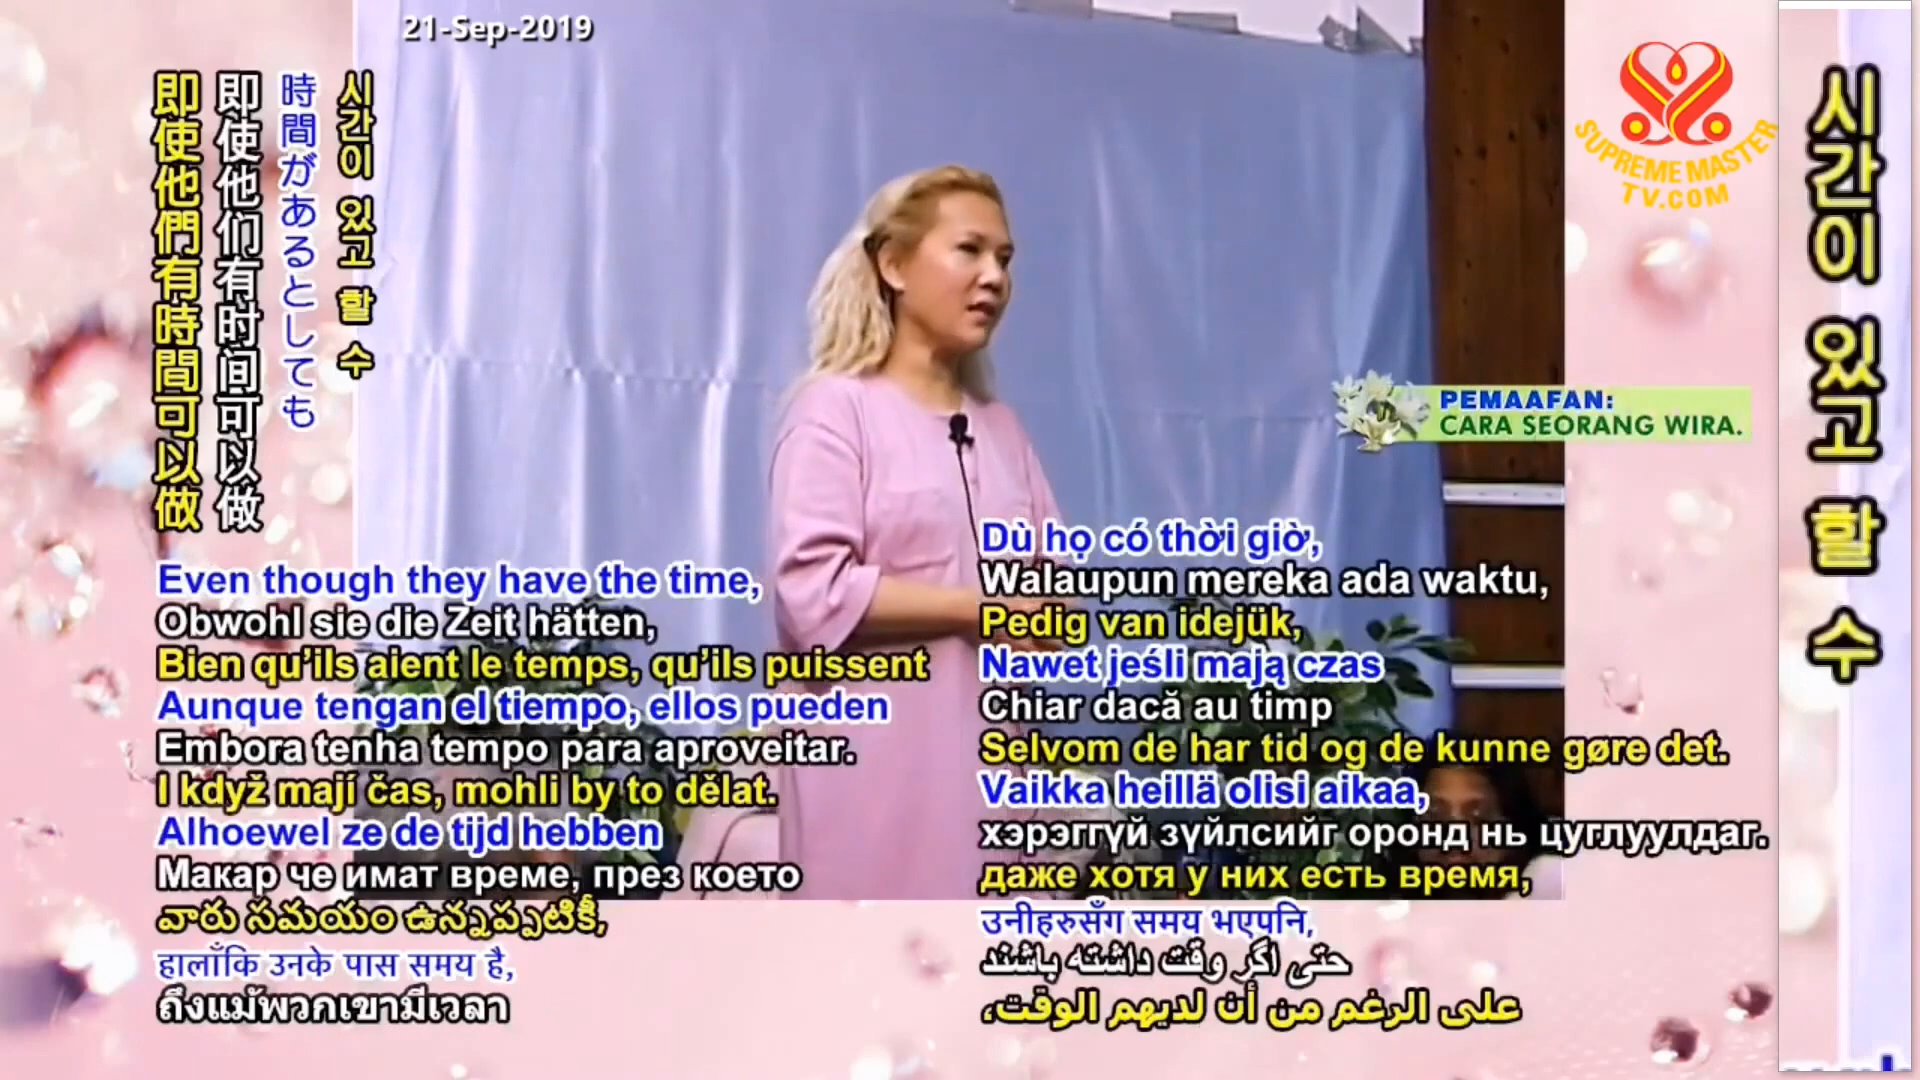 21-Sep-2019
即使他們有時間可以做
即使他们有时间可以做
時間があるとしても
시간이 있고 할 수
SUPREME MASTER
TV.COM
시간이 있고 할 수
PEMAAFAN:
CARA SEORANG WIRA.
Even though they have the time,
Obwohl sie die Zeit hätten,
Bien qu'ils aient le temps, qu'ils puissent
Aunque tengan el tiempo, ellos pueden
Embora tenha tempo para aproveitar.
I když mají čas, mohli by to dělat.
Alhoewel ze de tijd hebben
Макар че имат време, през което
వారు సమయం ఉన్నప్పటికీ,
हालाँकि उनके पास समय है,
ถึงแม้พวกเขามีเวลา
Dù họ có thời giờ,
Walaupun mereka ada waktu,
Pedig van idejük,
Nawet jeśli mają czas
Chiar dacă au timp
Selvom de har tid og de kunne gøre det.
Vaikka heillä olisi aikaa,
хэрэггүй зүйлсийг оронд нь цуглуулдаг.
даже хотя у них есть время,
उनीहरुसँग समय भएपनि,
حتی اگر وقت داشته باشند
على الرغم من أن لديهم الوقت،